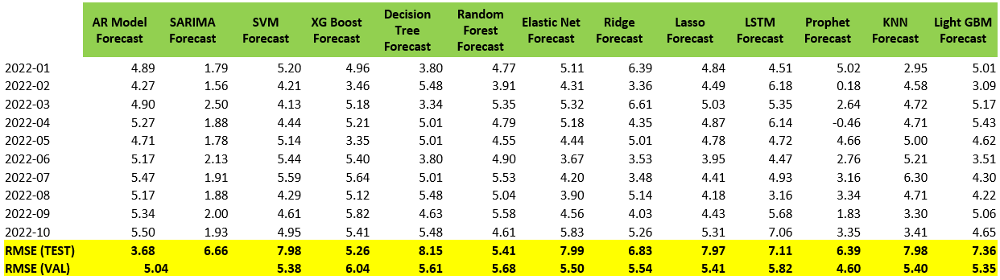 AR Model Forecast SARIMA Forecast SVM Forecast XG Boost Forecast Decision Tree Forecast Random Forest Forecast Elastic Net Forecast Ridge Forecast Lasso Forecast LSTM Forecast Prophet Forecast KNN Forecast Light GBM Forecast
2022-01 4.89 1.79 5.20 4.96 3.80 4.77 5.11 6.39 4.84 4.51 5.02 2.95 5.01
2022-02 4.27 1.56 4.21 3.46 5.48 3.91 4.31 3.36 4.49 6.18 0.18 4.58 3.09
2022-03 4.90 2.50 4.13 5.18 3.34 5.35 5.32 6.61 5.03 5.35 2.64 4.72 5.17
2022-04 5.27 1.88 4.44 5.21 5.01 4.79 5.18 4.35 4.87 6.14 -0.46 4.71 5.43
2022-05 4.71 1.78 5.14 3.35 5.01 4.55 4.44 5.01 4.78 4.72 4.66 5.00 4.62
2022-06 5.17 2.13 5.44 5.40 3.80 4.90 3.67 3.53 3.95 4.47 2.76 5.21 3.51
2022-07 5.47 1.91 5.59 5.64 5.01 5.53 4.20 3.48 4.41 4.93 3.16 6.30 4.30
2022-08 5.17 1.88 4.29 5.12 5.48 5.04 3.90 5.14 4.18 3.16 3.34 4.71 4.22
2022-09 5.34 2.00 4.61 5.82 4.63 5.58 4.56 4.03 4.43 5.68 1.83 3.30 5.06
2022-10 5.50 1.93 4.95 5.41 5.48 4.61 5.83 5.26 5.31 7.06 3.35 3.41 4.65
RMSE (TEST) 3.68 6.66 7.98 5.26 8.15 5.41 7.99 6.83 7.97 7.11 6.39 7.98 7.36
RMSE (VAL) 5.04 5.38 6.04 5.61 5.68 5.50 5.54 5.41 5.82 4.60 5.40 5.35